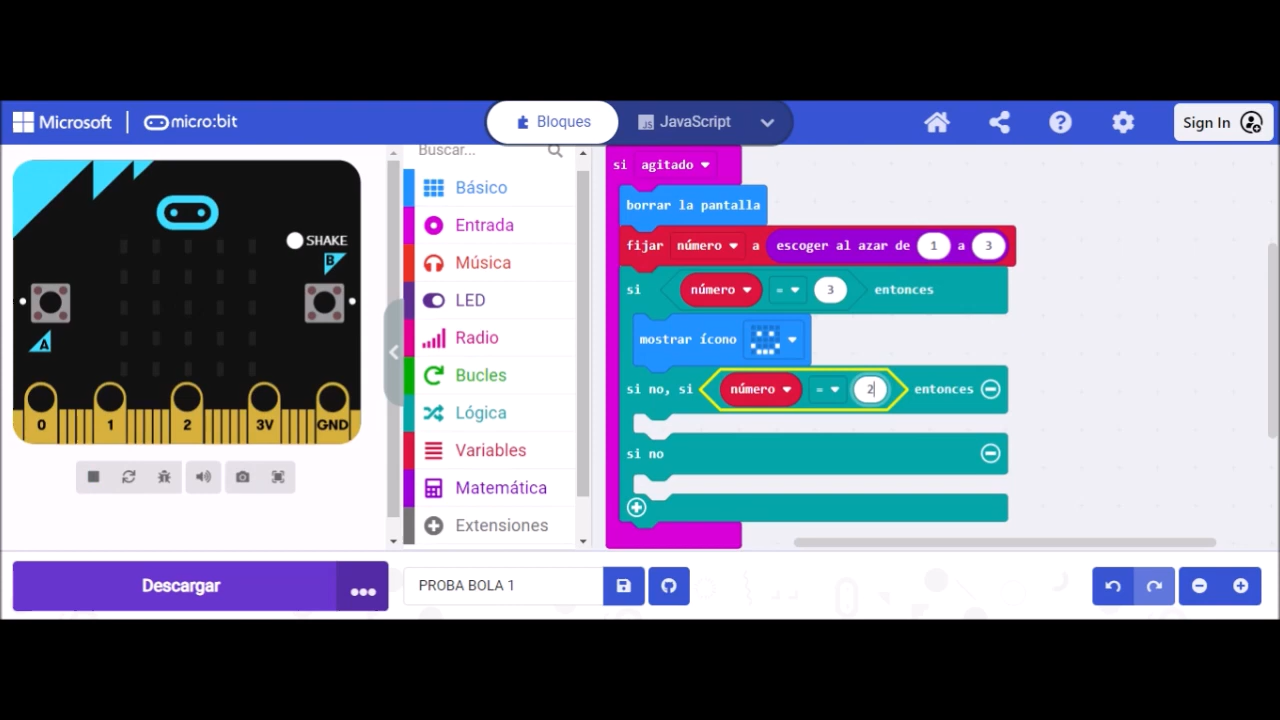 Microsoft micro:bit Bloques JavaScript Sign In
SHAKE
B
A
0 1 2 3V GND
Descargar
Buscar...
Básico
Entrada
Música
LED
Radio
Bucles
Lógica
Variables
Matemática
Extensiones
si agitado
borrar la pantalla
fijar número a escoger al azar de 1 a 3
si número = 3 entonces
mostrar ícono
si no, si número = 2 entonces
si no
PROBA BOLA 1